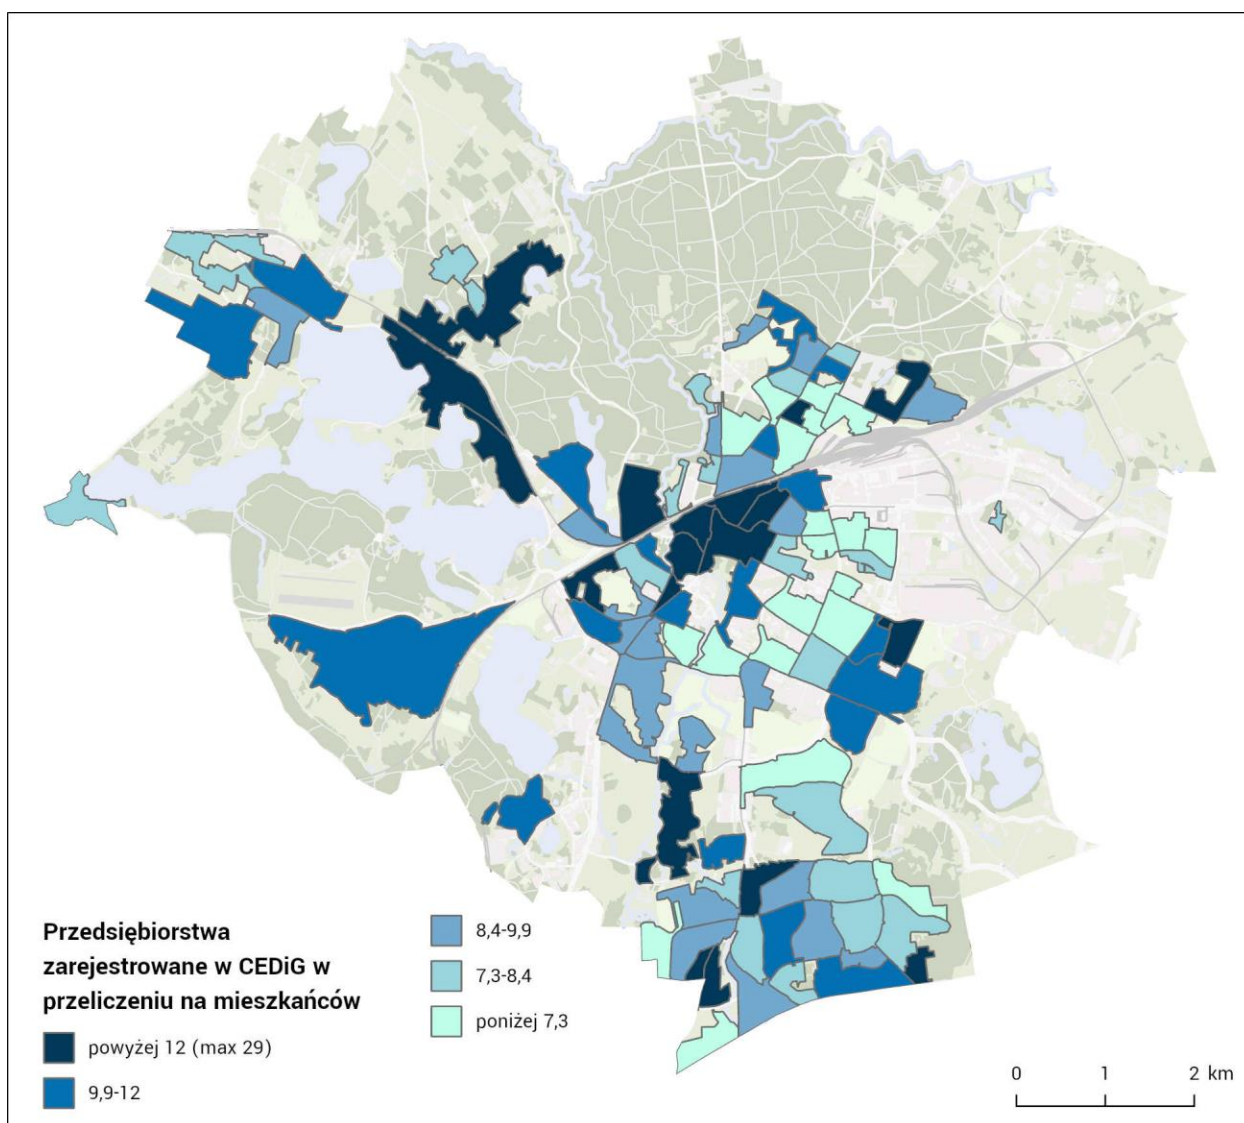 Przedsiębiorstwa
zarejestrowane w CEDiG w
przeliczeniu na mieszkańców
powyżej 12 (max 29)
9,9-12
8,4-9,9
7,3-8,4
poniżej 7,3
0 1 2 km